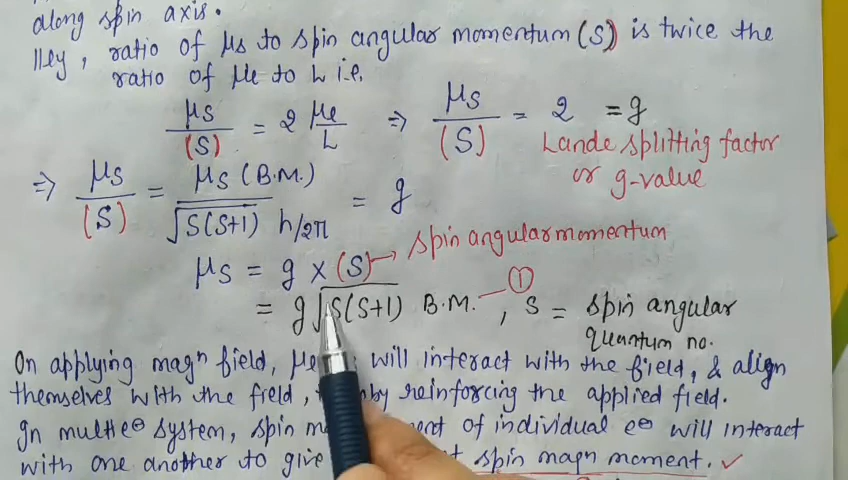 along spin axis.
lley, ratio of μs to spin angular momentum (S) is twice the
ratio of μe to L i.e.
μs/(S) = 2 μe/L ⇒ μs/(S) = 2 = g
Lande splitting factor
or g-value
⇒ μs/(S) = μs (B.M.)/√S(S+1) h/2π = g
μs = g × (S) → spin angular momentum
= g√S(S+1) B.M. — ① , S = spin angular
quantum no.
On applying magⁿ field, μe will interact with the field, & align
themselves with the field, reinforcing the applied field.
In multi e⊖ system, spin of individual e⊖ will interact
with one another to give spin magⁿ moment. ✓